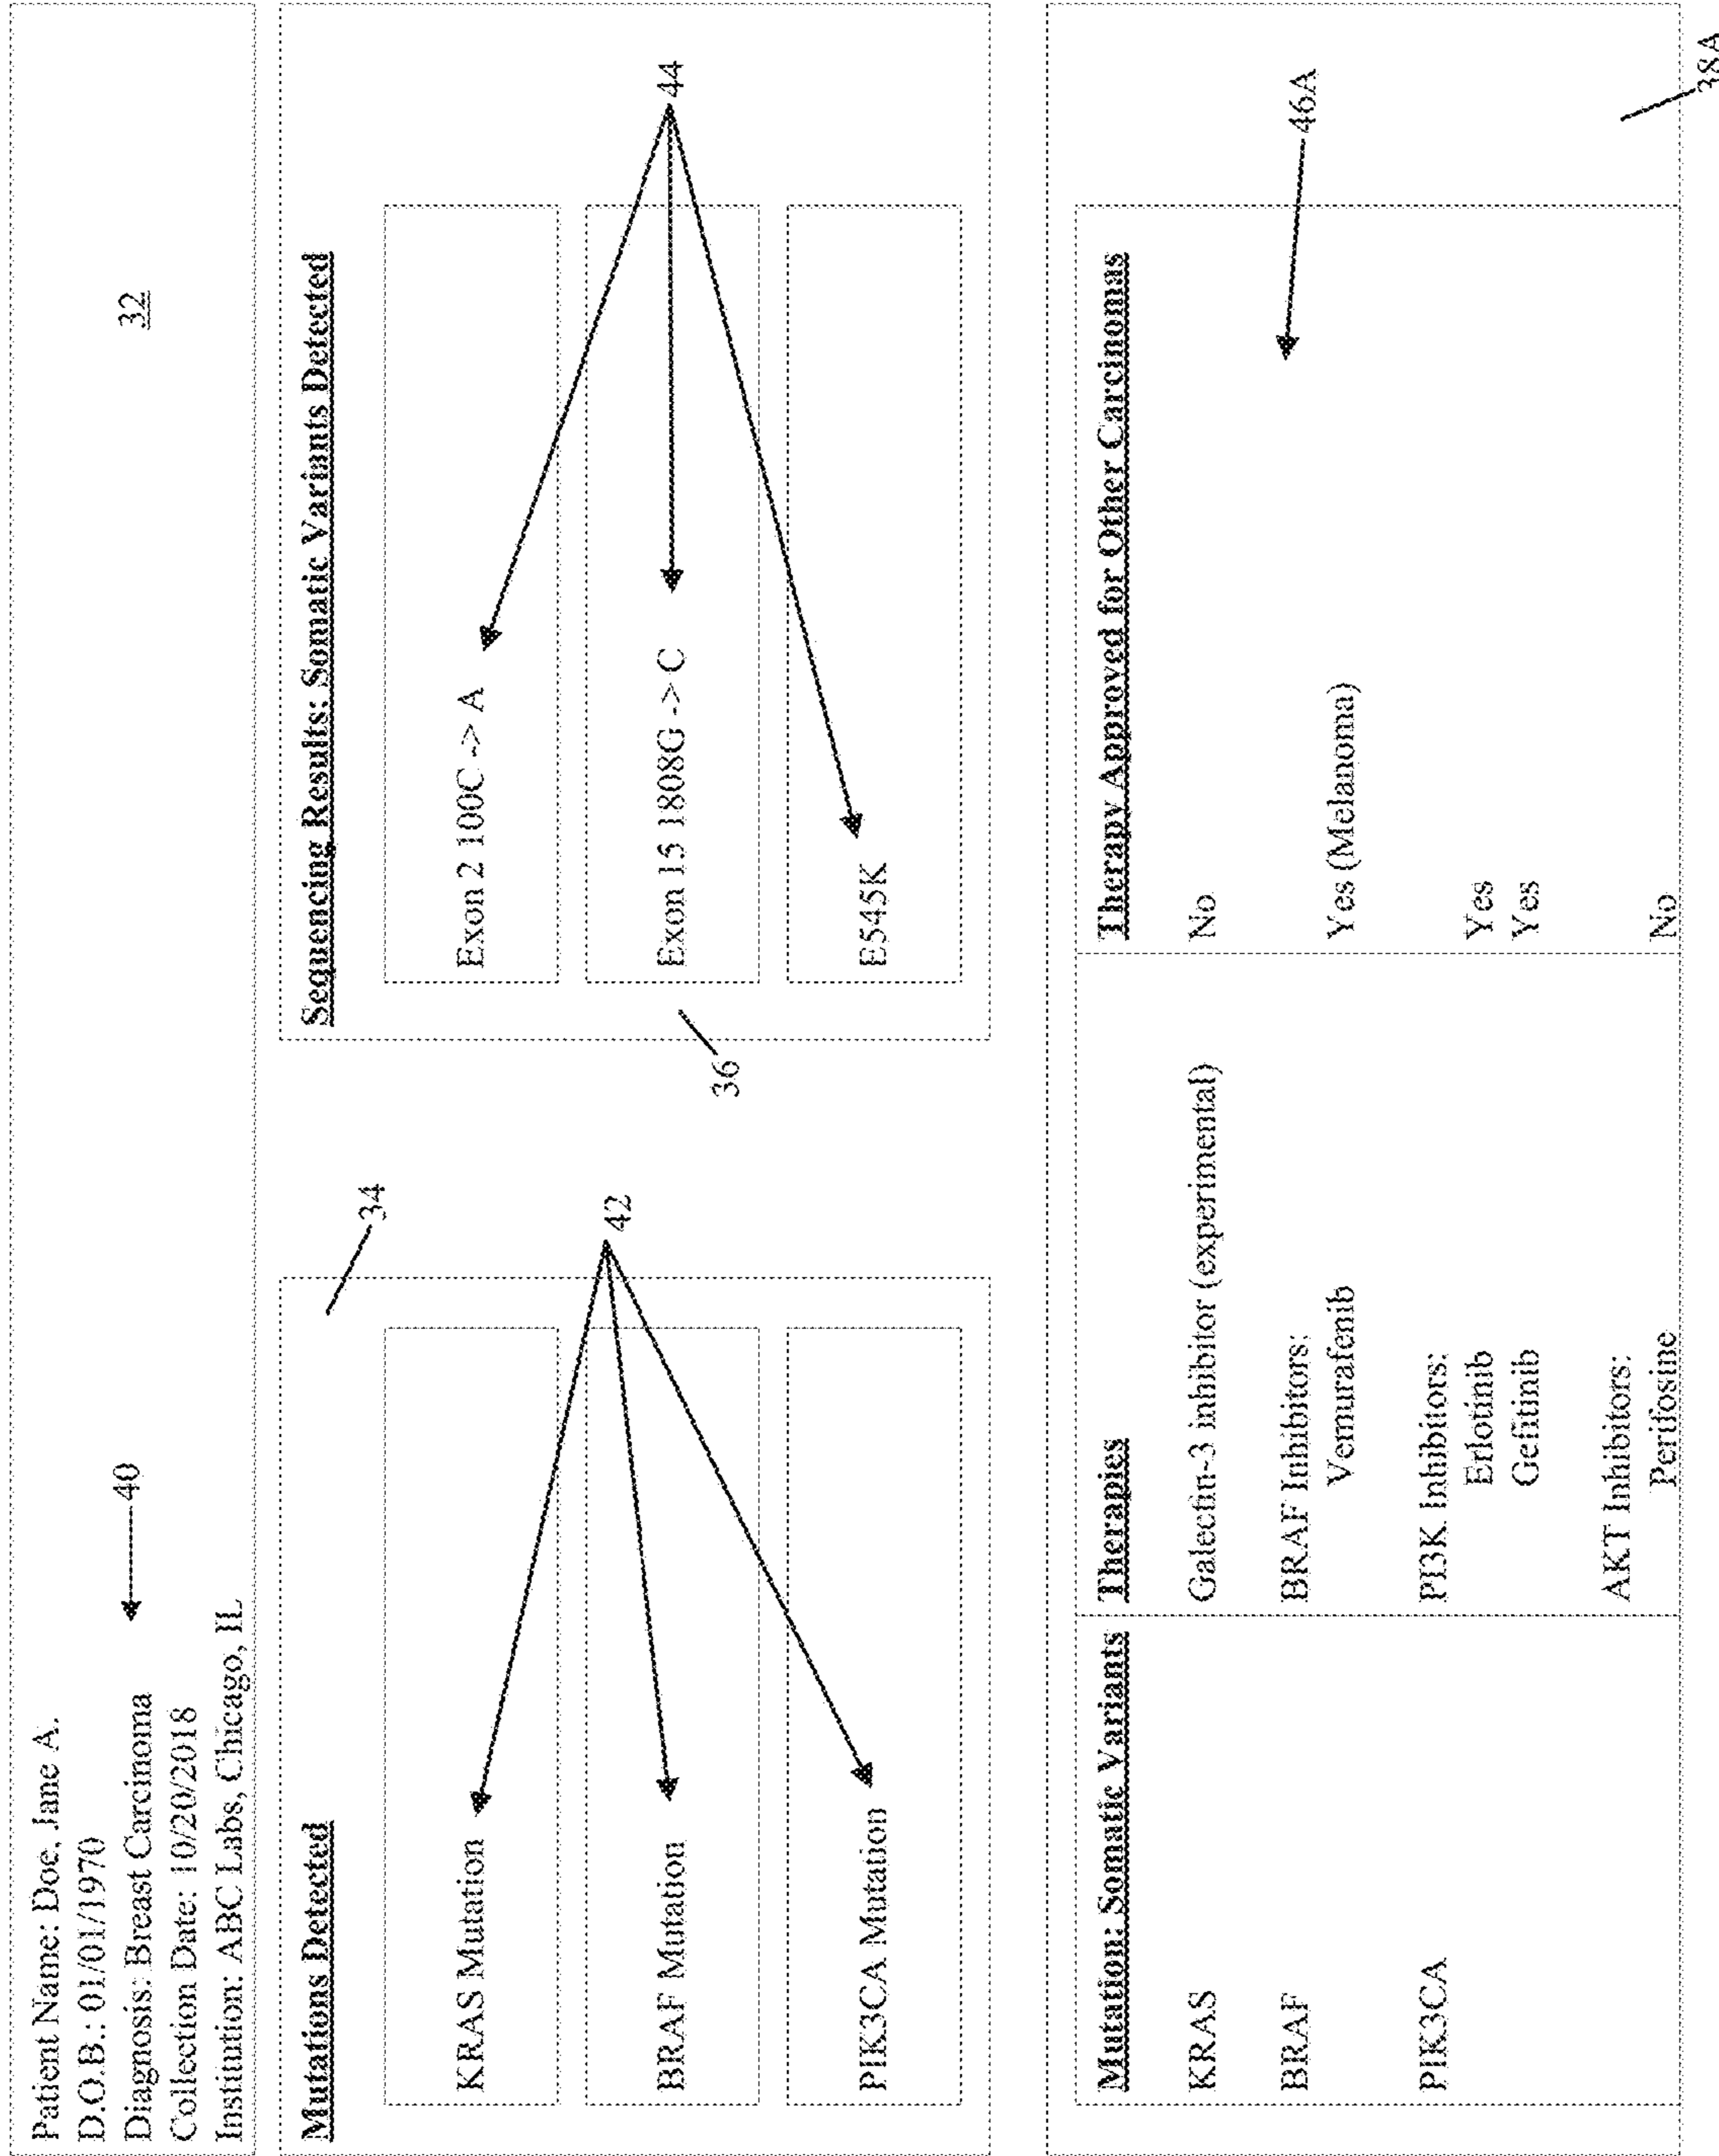 Patient Name: Doe, Jane A.
D.O.B.: 01/01/1970
Diagnosis: Breast Carcinoma
40
Collection Date: 10/20/2018
Institution: ABC Labs, Chicago, IL
32
Mutations Detected
34
KRAS Mutation
BRAF Mutation
PIK3CA Mutation
42
Sequencing Results: Somatic Variants Detected
Exon 2 100C -> A
Exon 15 1808G -> C
E545K
44
36
Mutation: Somatic Variants
Therapies
Therapy Approved for Other Carcinomas
KRAS
Galectin-3 inhibitor (experimental)
No
BRAF
BRAF Inhibitors:
46A
Vemurafenib
Yes (Melanoma)
PIK3CA
PI3K Inhibitors:
Erlotinib
Yes
Gefitinib
Yes
AKT Inhibitors:
Perifosine
No
38A